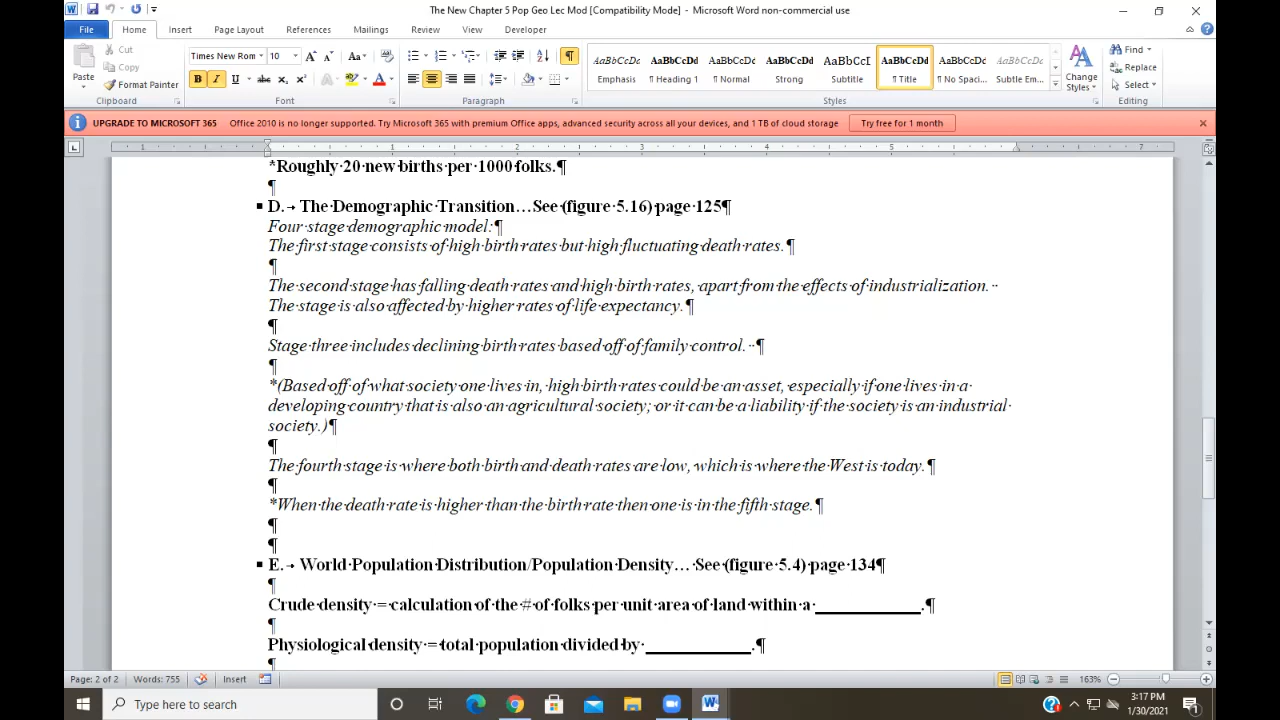 The New Chapter 5 Pop Geo Lec Mod [Compatibility Mode] - Microsoft Word non-commercial use
File Home Insert Page Layout References Mailings Review View Developer
Paste
Cut
Copy
Format Painter
Clipboard
Times New Rom 10
B I U abc x₂ x² A Aa
Font
Paragraph
AaBbCcDc AaBbCcDd AaBbCcDc AaBbCcDd AaBbCcI AaBbCcDd AaBbCcDd AaBbCcDc
Emphasis ¶ Heading 1 ¶ Normal Strong Subtitle ¶ Title ¶ No Spaci... Subtle Em...
Change Styles
Styles
Find
Replace
Select
Editing
UPGRADE TO MICROSOFT 365 Office 2010 is no longer supported. Try Microsoft 365 with premium Office apps, advanced security across all your devices, and 1 TB of cloud storage Try free for 1 month
1 1 2 3 4 5 6 7
*Roughly 20 new births per 1000 folks.¶
¶
D. → The Demographic Transition…See (figure 5.16) page 125¶
Four stage demographic model:¶
The first stage consists of high birth rates but high fluctuating death rates.¶
¶
The second stage has falling death rates and high birth rates, apart from the effects of industrialization.
The stage is also affected by higher rates of life expectancy.¶
¶
Stage three includes declining birth rates based off of family control. ¶
¶
*(Based off of what society one lives in, high birth rates could be an asset, especially if one lives in a
developing country that is also an agricultural society; or it can be a liability if the society is an industrial
society.)¶
¶
The fourth stage is where both birth and death rates are low, which is where the West is today.¶
¶
*When the death rate is higher than the birth rate then one is in the fifth stage.¶
¶
¶
E. → World Population Distribution/Population Density… See (figure 5.4) page 134¶
¶
Crude density = calculation of the # of folks per unit area of land within a ____________.¶
¶
Physiological density = total population divided by ____________.¶
¶
Page: 2 of 2 Words: 755 Insert 163%
Type here to search
3:17 PM
1/30/2021